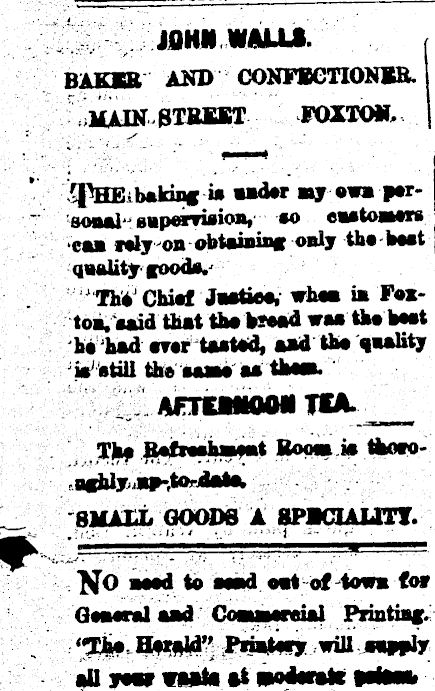 JOHN WALLS.
BAKER AND CONFECTIONER.
MAIN STREET FOXTON.
THE baking is under my own per-
sonal supervision, so customers
can rely on obtaining only the best
quality goods.
The Chief Justice, when in Fox-
ton, said that the bread was the best
he had ever tasted, and the quality
is still the same as then.
AFTERNOON TEA.
The Refreshment Room is thoro-
ughly up-to-date.
SMALL GOODS A SPECIALITY.
NO need to send out of town for
General and Commercial Printing.
"The Herald" Printery will supply
all your wants at moderate prices.